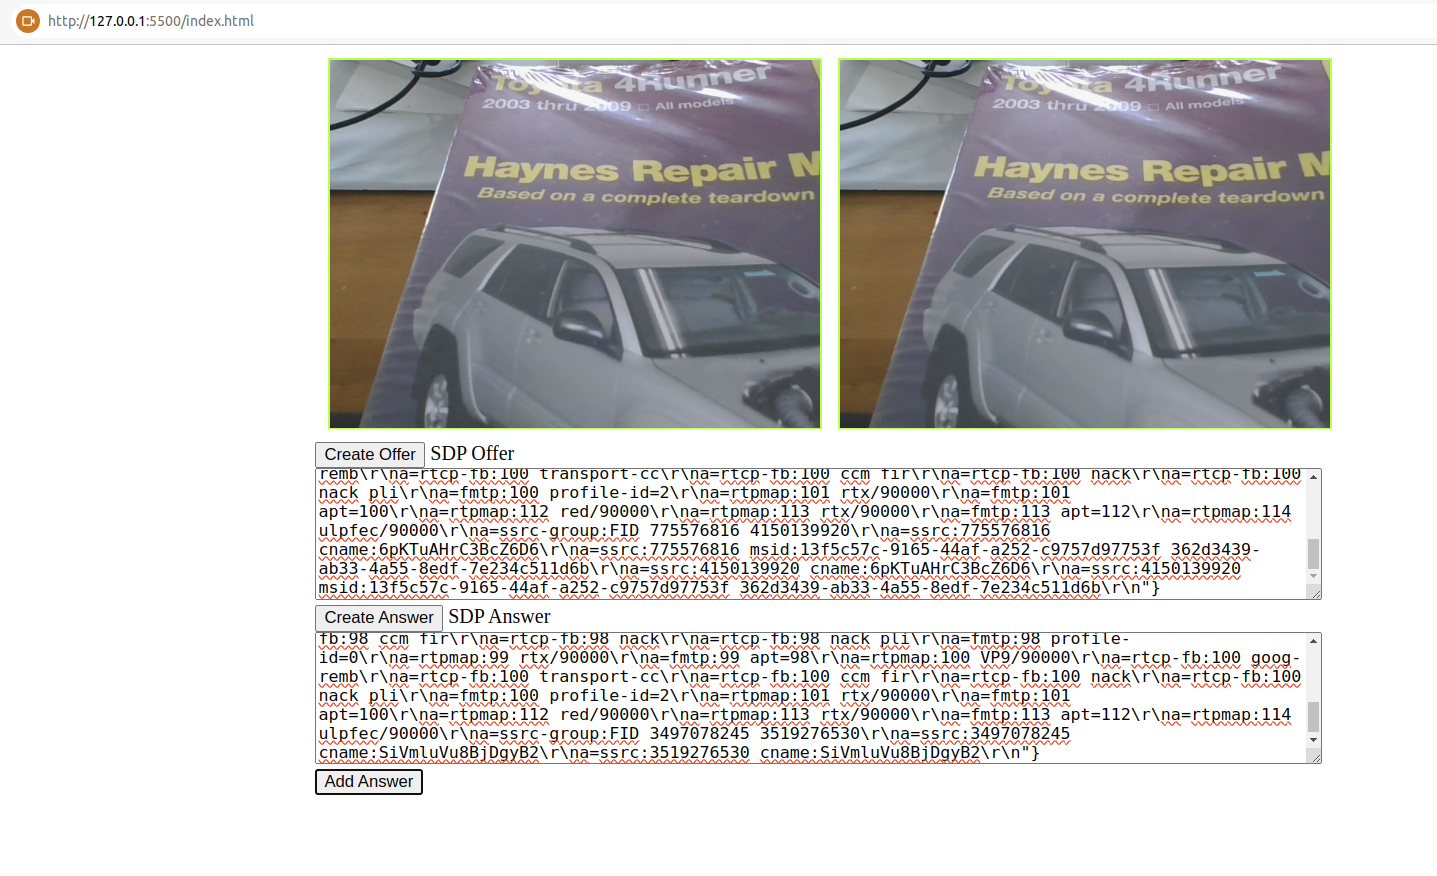 http://127.0.0.1:5500/index.html
Toyota 4Runner
2003 thru 2009 □ All models
Haynes Repair M
Based on a complete teardown
Toyota 4Runner
2003 thru 2009 □ All models
Haynes Repair M
Based on a complete teardown
Create Offer SDP Offer
remb\r\na=rtcp-fb:100 transport-cc\r\na=rtcp-fb:100 ccm fir\r\na=rtcp-fb:100 nack\r\na=rtcp-fb:100
nack pli\r\na=fmtp:100 profile-id=2\r\na=rtpmap:101 rtx/90000\r\na=fmtp:101
apt=100\r\na=rtpmap:112 red/90000\r\na=rtpmap:113 rtx/90000\r\na=fmtp:113 apt=112\r\na=rtpmap:114
ulpfec/90000\r\na=ssrc-group:FID 775576816 4150139920\r\na=ssrc:775576816
cname:6pKTuAHrC3BcZ6D6\r\na=ssrc:775576816 msid:13f5c57c-9165-44af-a252-c9757d97753f 362d3439-
ab33-4a55-8edf-7e234c511d6b\r\na=ssrc:4150139920 cname:6pKTuAHrC3BcZ6D6\r\na=ssrc:4150139920
msid:13f5c57c-9165-44af-a252-c9757d97753f 362d3439-ab33-4a55-8edf-7e234c511d6b\r\n"}
Create Answer SDP Answer
fb:98 ccm fir\r\na=rtcp-fb:98 nack\r\na=rtcp-fb:98 nack pli\r\na=fmtp:98 profile-
id=0\r\na=rtpmap:99 rtx/90000\r\na=fmtp:99 apt=98\r\na=rtpmap:100 VP9/90000\r\na=rtcp-fb:100 goog-
remb\r\na=rtcp-fb:100 transport-cc\r\na=rtcp-fb:100 ccm fir\r\na=rtcp-fb:100 nack\r\na=rtcp-fb:100
nack pli\r\na=fmtp:100 profile-id=2\r\na=rtpmap:101 rtx/90000\r\na=fmtp:101
apt=100\r\na=rtpmap:112 red/90000\r\na=rtpmap:113 rtx/90000\r\na=fmtp:113 apt=112\r\na=rtpmap:114
ulpfec/90000\r\na=ssrc-group:FID 3497078245 3519276530\r\na=ssrc:3497078245
cname:SiVmluVu8BjDgyB2\r\na=ssrc:3519276530 cname:SiVmluVu8BjDgyB2\r\n"}
Add Answer